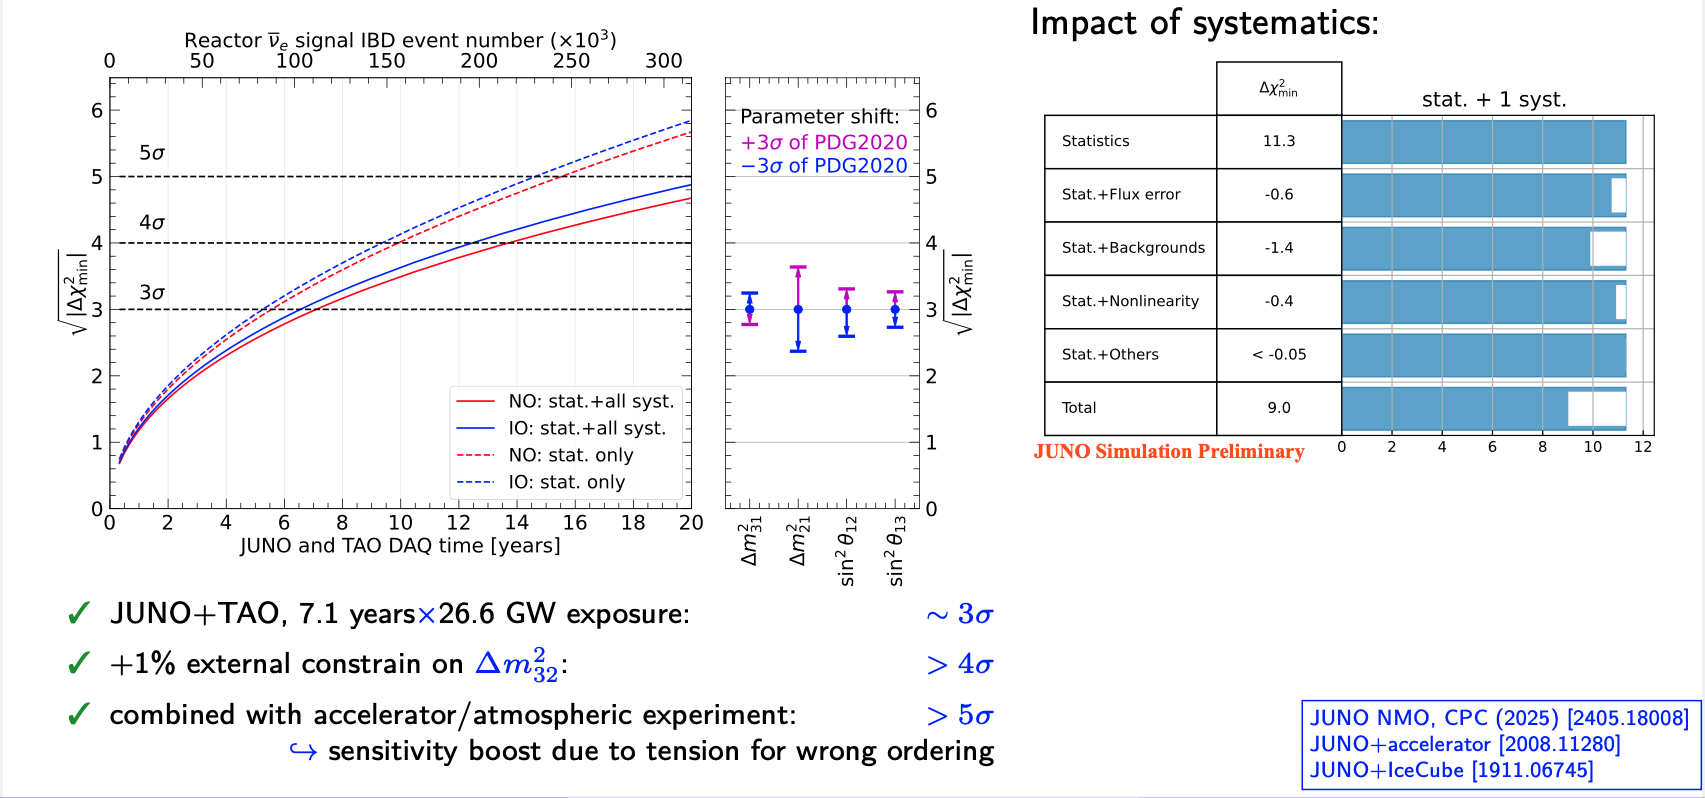 Reactor ν̅ₑ signal IBD event number (×10³)
0 50 100 150 200 250 300
6
5
4
3
2
1
0
√|Δχ²min|
5σ
4σ
3σ
NO: stat.+all syst.
IO: stat.+all syst.
NO: stat. only
IO: stat. only
0 2 4 6 8 10 12 14 16 18 20
JUNO and TAO DAQ time [years]
Parameter shift:
+3σ of PDG2020
−3σ of PDG2020
6
5
4
3
2
1
0
√|Δχ²min|
Δm²₃₁
Δm²₂₁
sin² θ₁₂
sin² θ₁₃
Impact of systematics:
Δχ²min
stat. + 1 syst.
Statistics 11.3
Stat.+Flux error -0.6
Stat.+Backgrounds -1.4
Stat.+Nonlinearity -0.4
Stat.+Others < -0.05
Total 9.0
0 2 4 6 8 10 12
JUNO Simulation Preliminary
✓ JUNO+TAO, 7.1 years×26.6 GW exposure: ∼ 3σ
✓ +1% external constrain on Δm²₃₂: > 4σ
✓ combined with accelerator/atmospheric experiment: > 5σ
↪ sensitivity boost due to tension for wrong ordering
JUNO NMO, CPC (2025) [2405.18008]
JUNO+accelerator [2008.11280]
JUNO+IceCube [1911.06745]